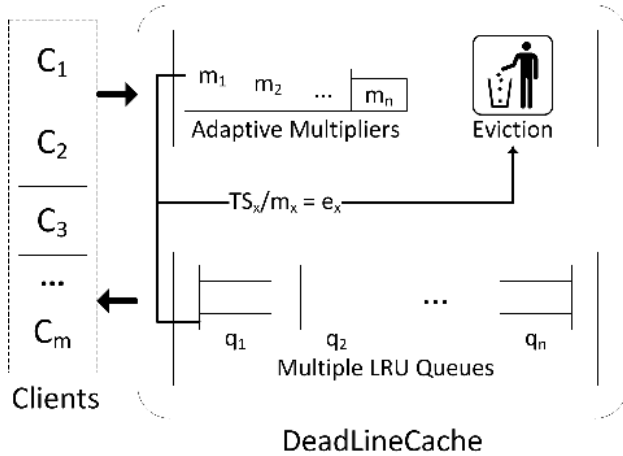 C1
C2
C3
...
Cm
Clients
m1 m2 ... mn
Adaptive Multipliers
Eviction
TSx/mx = ex
...
q1 q2 qn
Multiple LRU Queues
DeadLineCache